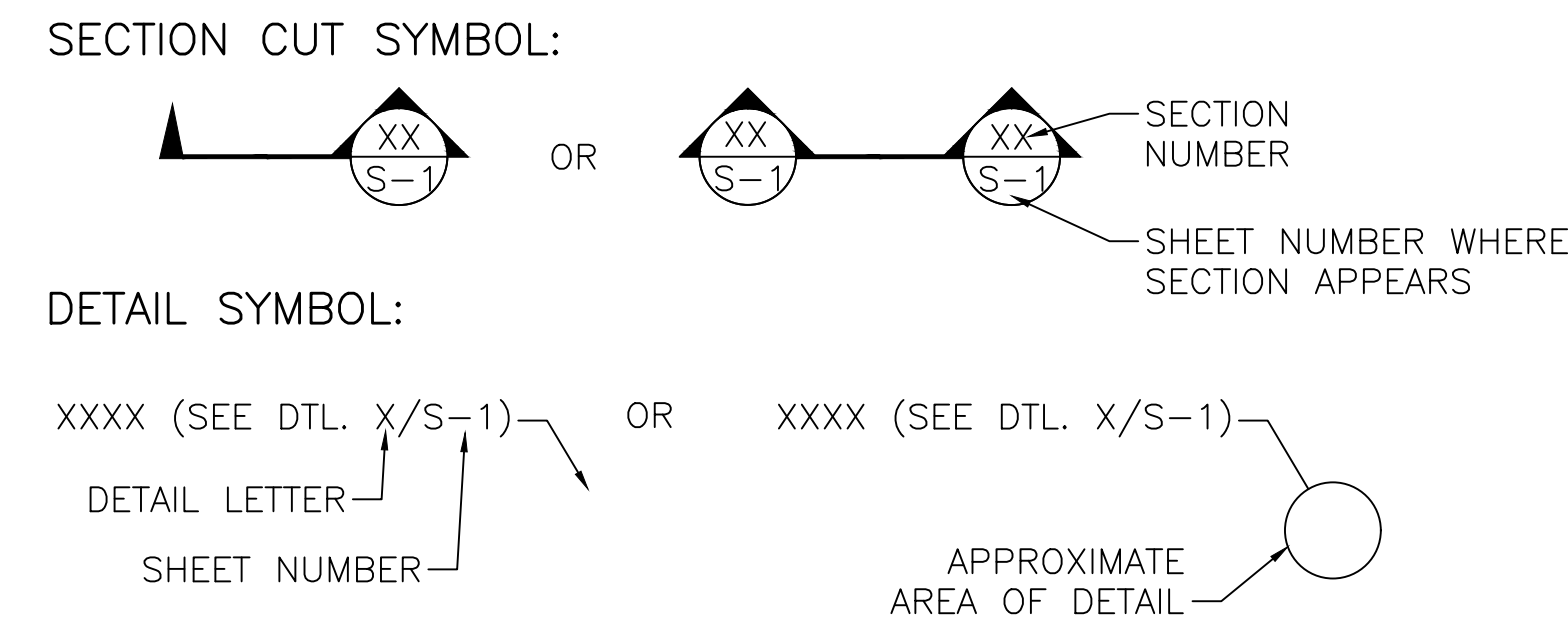 SECTION CUT SYMBOL:
XX
S-1
OR
XX
S-1
XX
S-1
SECTION
NUMBER
SHEET NUMBER WHERE
SECTION APPEARS
DETAIL SYMBOL:
XXXX (SEE DTL. X/S-1)
OR
XXXX (SEE DTL. X/S-1)
DETAIL LETTER
SHEET NUMBER
APPROXIMATE
AREA OF DETAIL